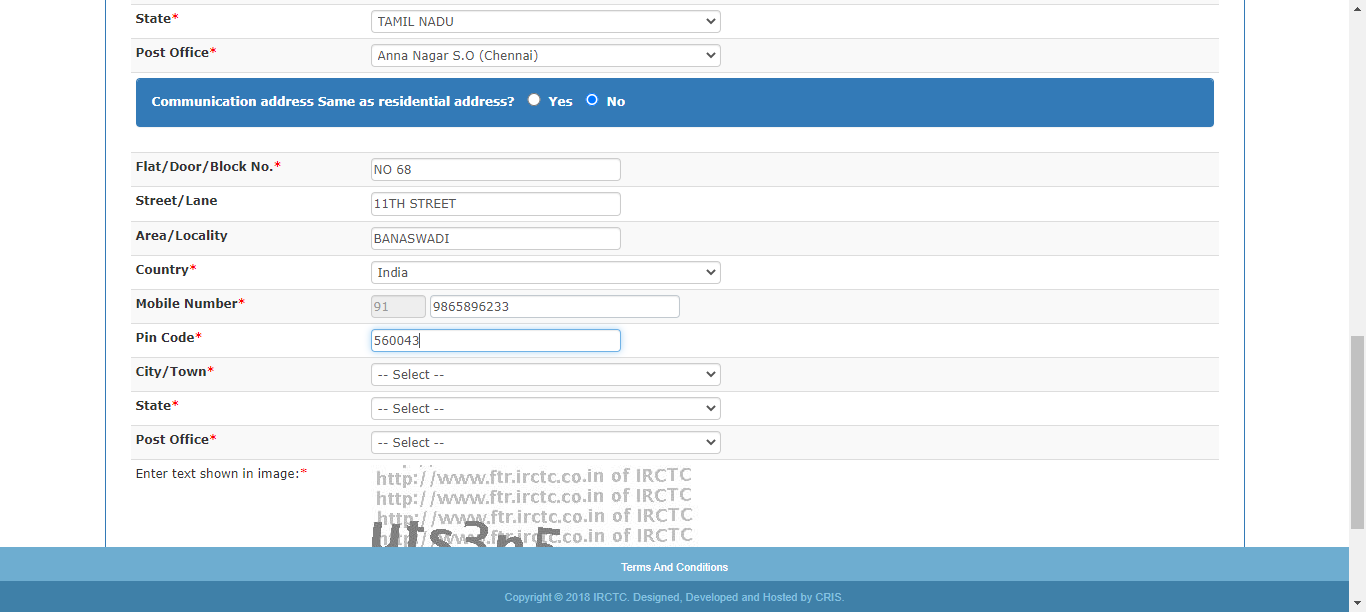 State*
TAMIL NADU
Post Office*
Anna Nagar S.O (Chennai)
Communication address Same as residential address? Yes No
Flat/Door/Block No.*
NO 68
Street/Lane
11TH STREET
Area/Locality
BANASWADI
Country*
India
Mobile Number*
91 9865896233
Pin Code*
560043
City/Town*
-- Select --
State*
-- Select --
Post Office*
-- Select --
Enter text shown in image:*
http://www.ftr.irctc.co.in of IRCTC
http://www.ftr.irctc.co.in of IRCTC
http://www.ftr.irctc.co.in of IRCTC
http://www.ftr.irctc.co.in of IRCTC
Terms And Conditions
Copyright © 2018 IRCTC. Designed, Developed and Hosted by CRIS.